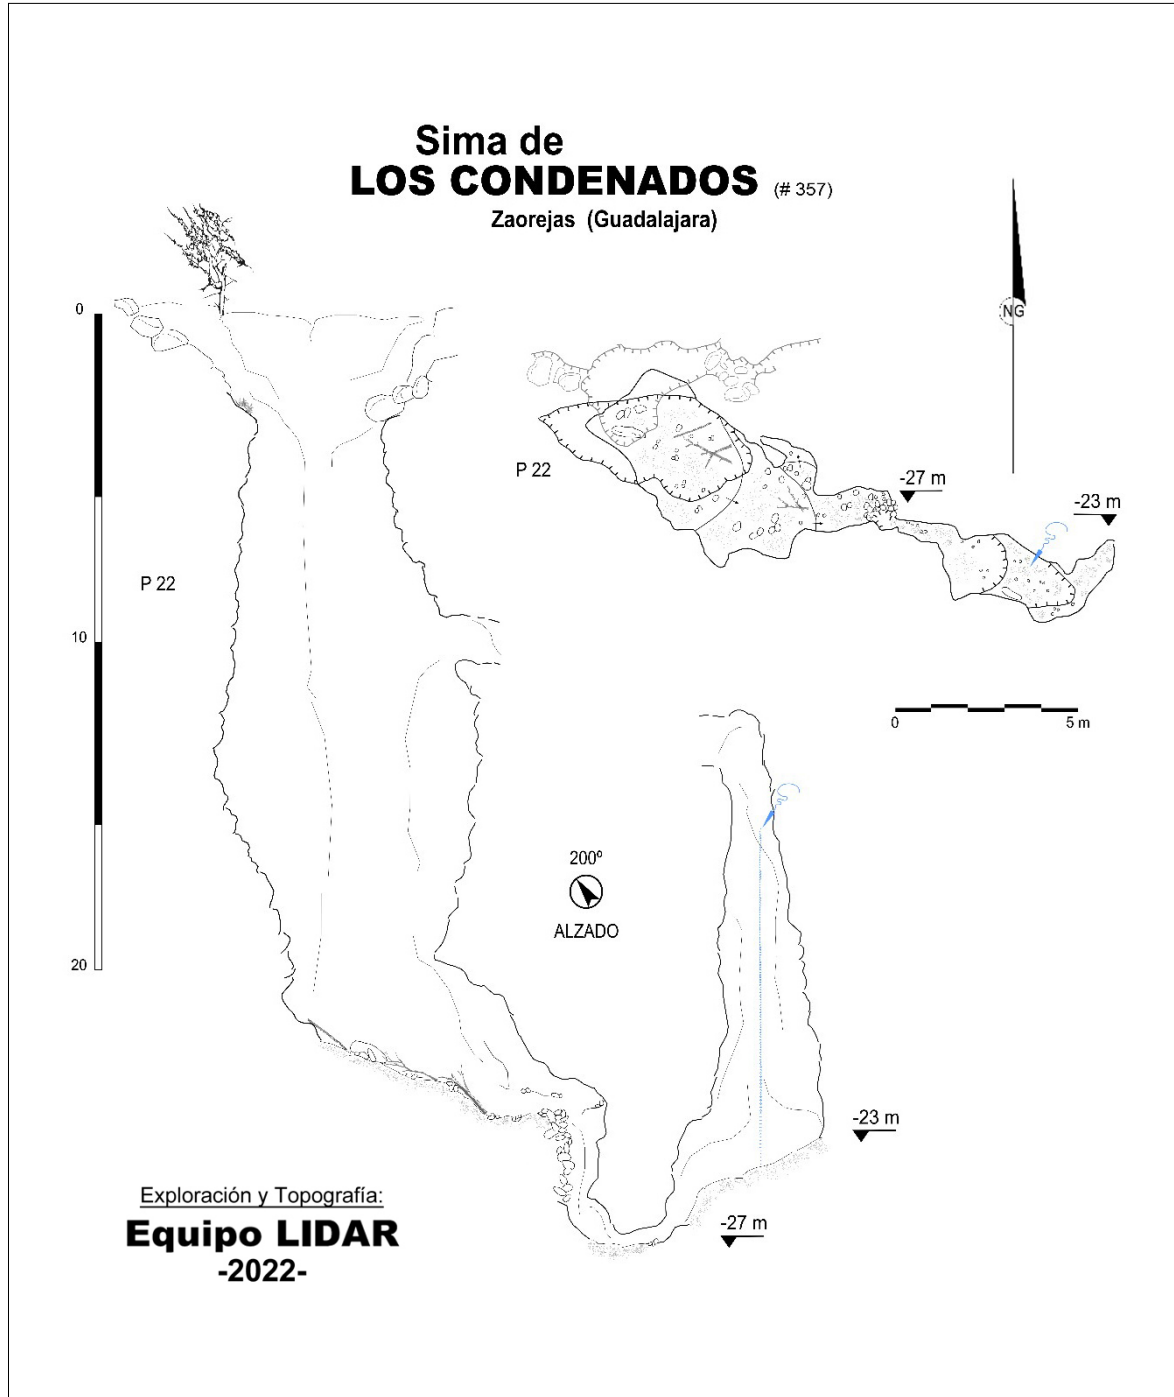 Sima de
LOS CONDENADOS (# 357)
Zaorejas (Guadalajara)
0
10
20
P 22
NG
P 22
-27 m
-23 m
0 5 m
200º
ALZADO
-23 m
-27 m
Exploración y Topografía:
Equipo LIDAR
-2022-